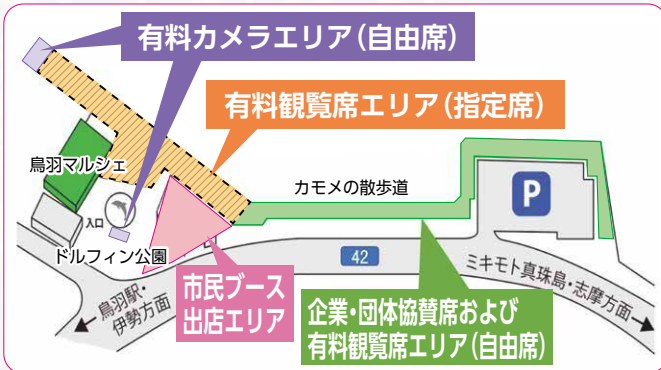 有料カメラエリア(自由席)
有料観覧席エリア(指定席)
鳥羽マルシェ
カモメの散歩道
P
入口
ドルフィン公園
42
ミキモト真珠島・志摩方面
鳥羽駅・
伊勢方面
市民ブース
出店エリア
企業・団体協賛席および
有料観覧席エリア(自由席)